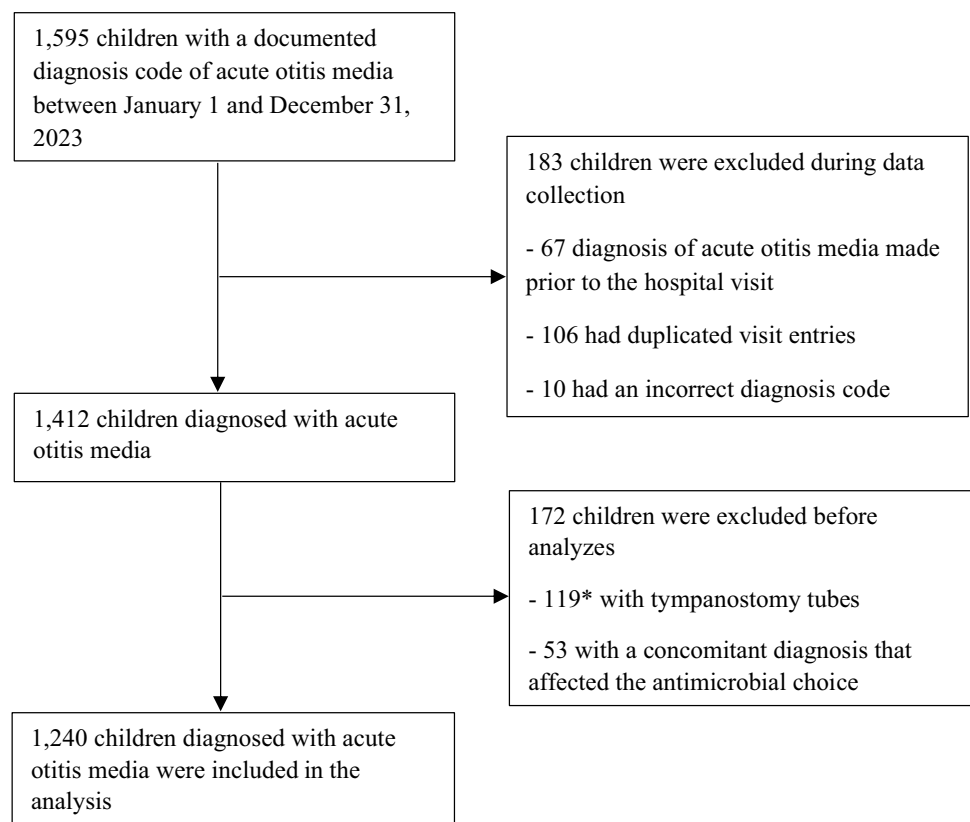 1,595 children with a documented
diagnosis code of acute otitis media
between January 1 and December 31,
2023
183 children were excluded during data
collection
- 67 diagnosis of acute otitis media made
prior to the hospital visit
- 106 had duplicated visit entries
- 10 had an incorrect diagnosis code
1,412 children diagnosed with acute
otitis media
172 children were excluded before
analyzes
- 119* with tympanostomy tubes
- 53 with a concomitant diagnosis that
affected the antimicrobial choice
1,240 children diagnosed with acute
otitis media were included in the
analysis